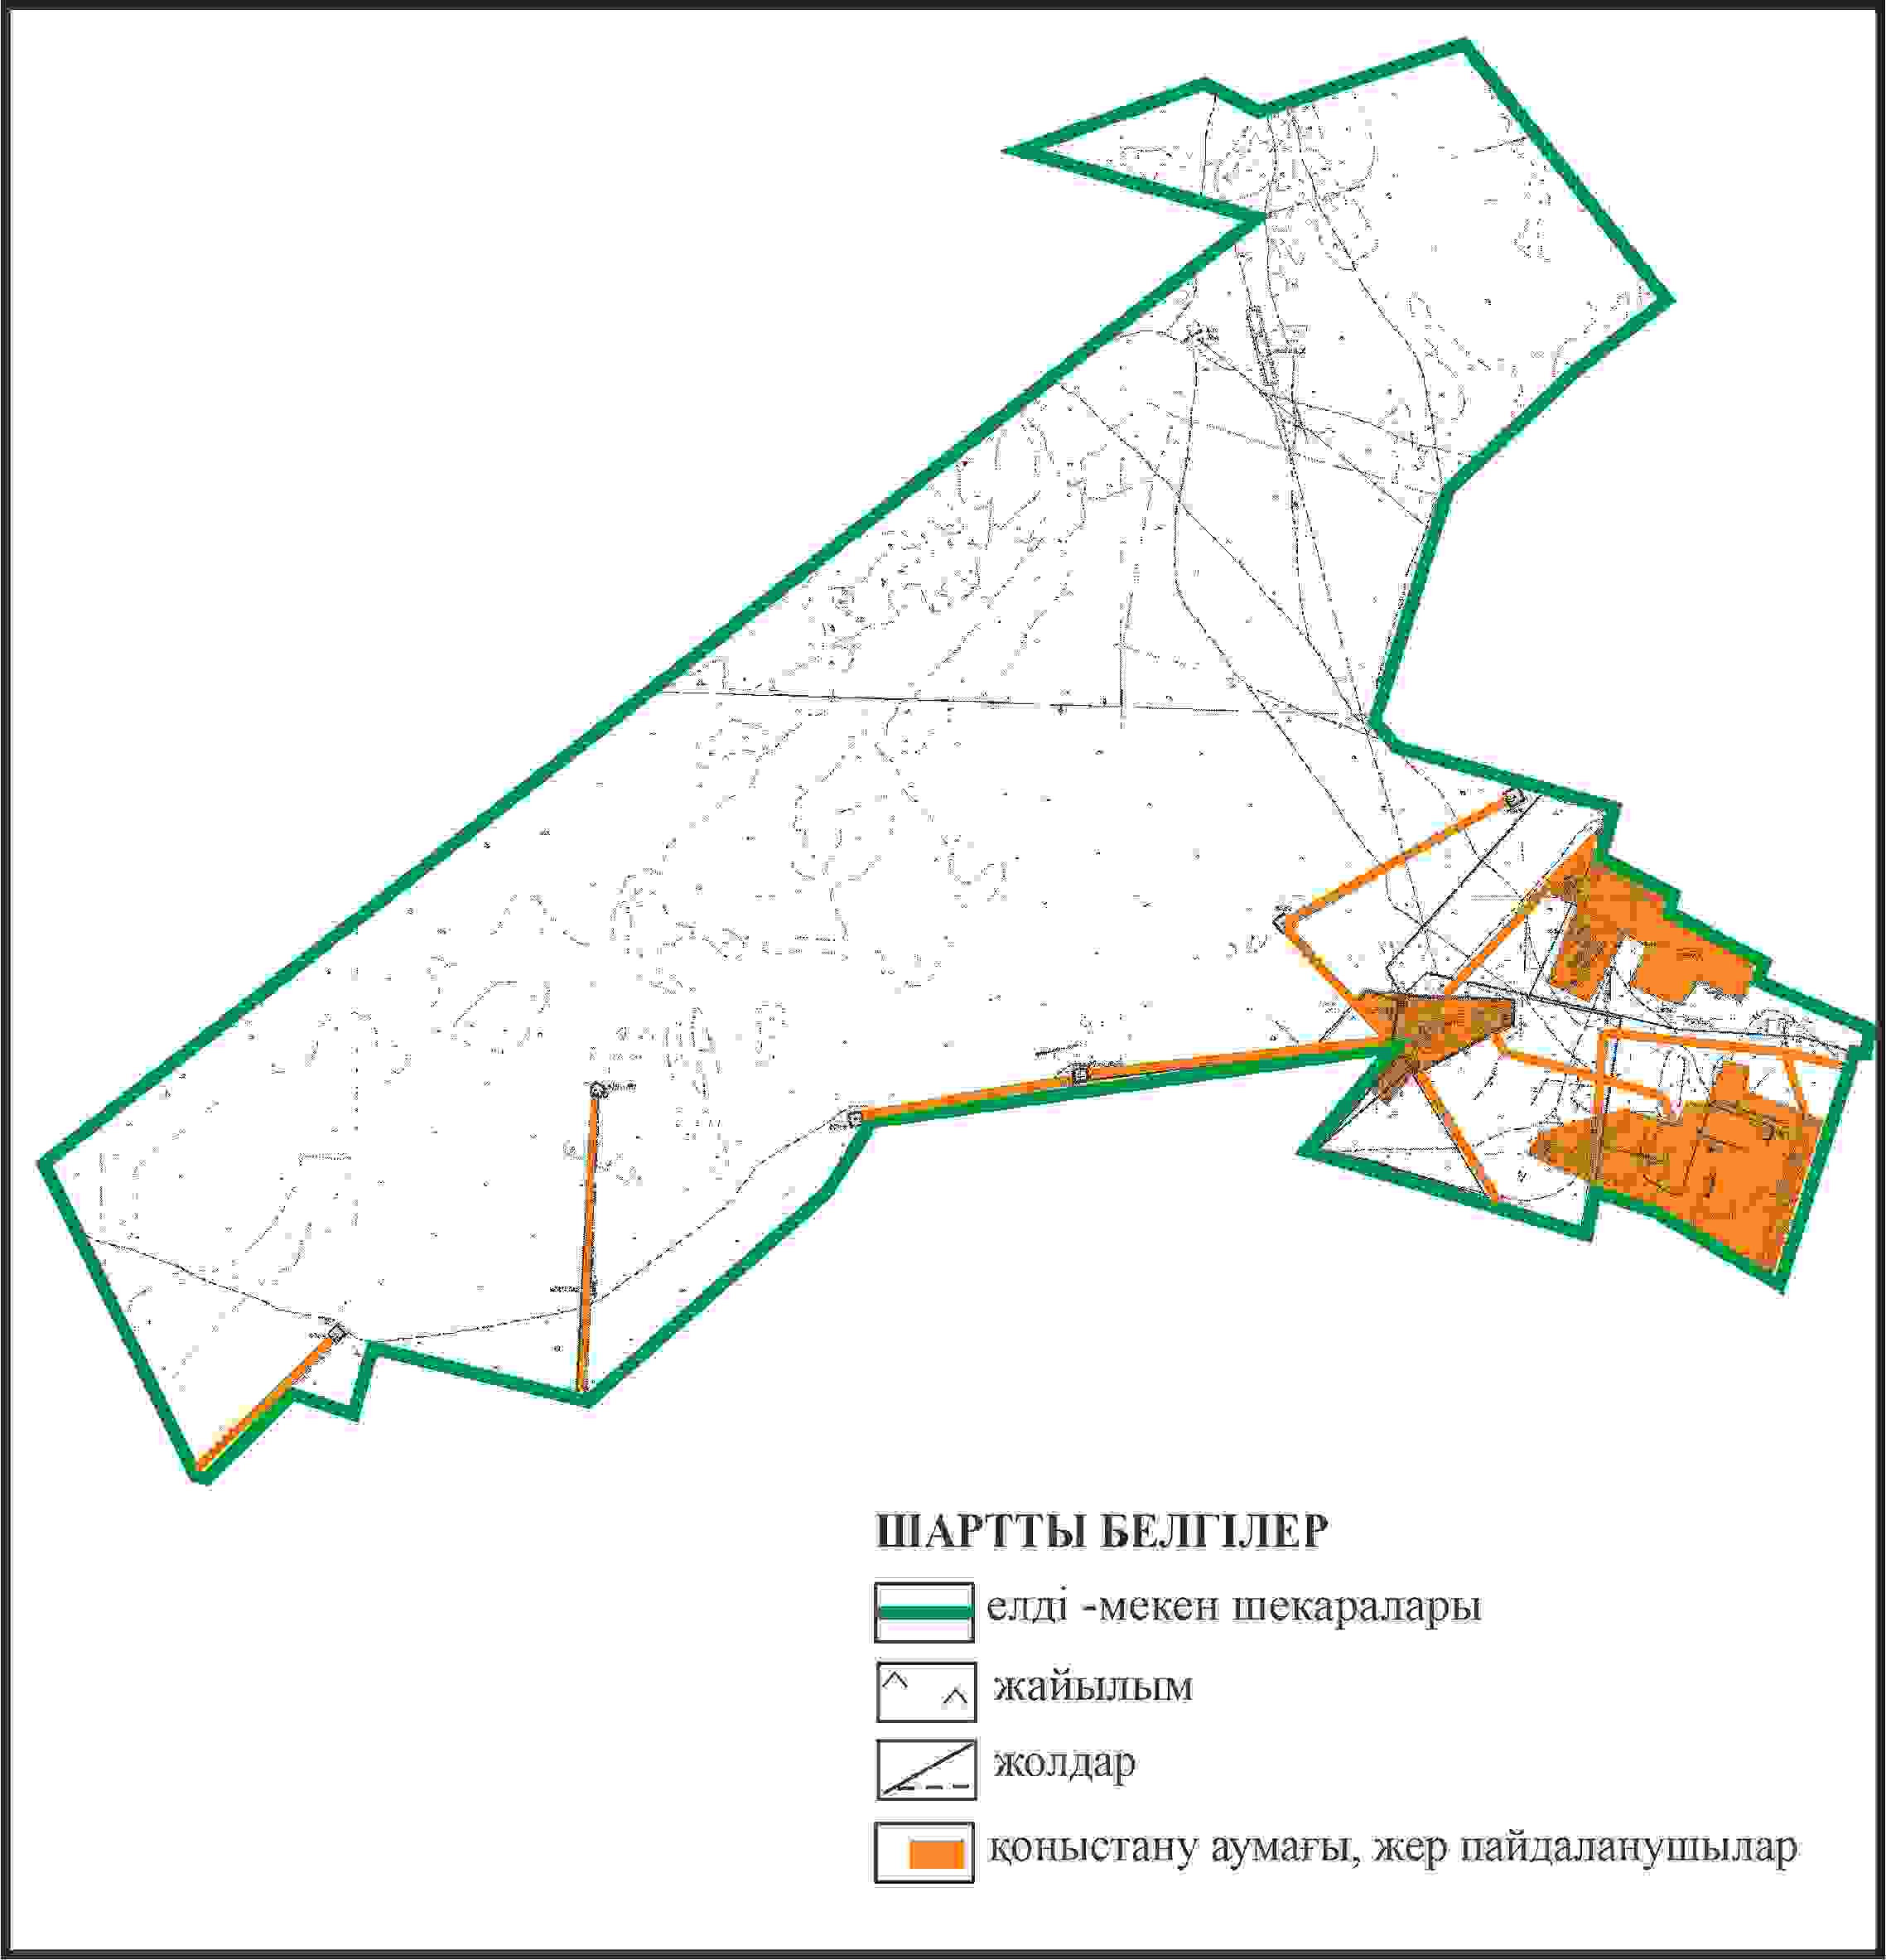 ШАРТТЫ БЕЛГІЛЕР
елді -мекен шекаралары
жайылым
жолдар
қоныстану аумағы, жер пайдаланушылар